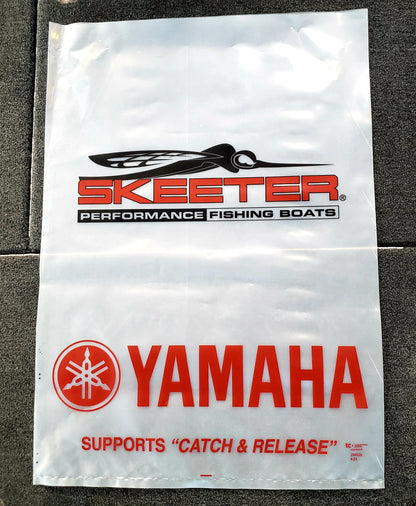 SKEETER®
PERFORMANCE FISHING BOATS
YAMAHA
SUPPORTS "CATCH & RELEASE"